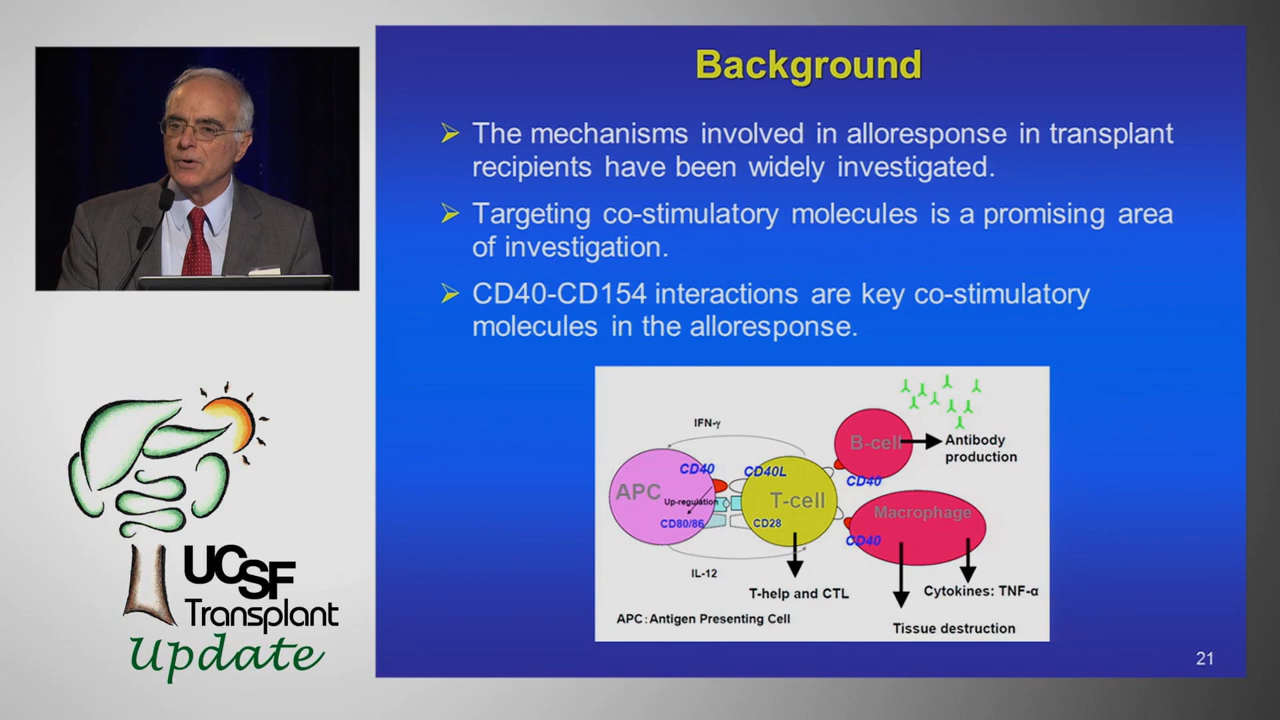 Background
The mechanisms involved in alloresponse in transplant
recipients have been widely investigated.
Targeting co-stimulatory molecules is a promising area
of investigation.
CD40-CD154 interactions are key co-stimulatory
molecules in the alloresponse.
IFN-γ
B-cell
Antibody
production
CD40
CD40
CD40L
APC
Up-regulation
T-cell
CD80/86
CD28
Macrophage
CD40
IL-12
T-help and CTL
Cytokines: TNF-α
APC : Antigen Presenting Cell
Tissue destruction
21
UCSF
Transplant
Update